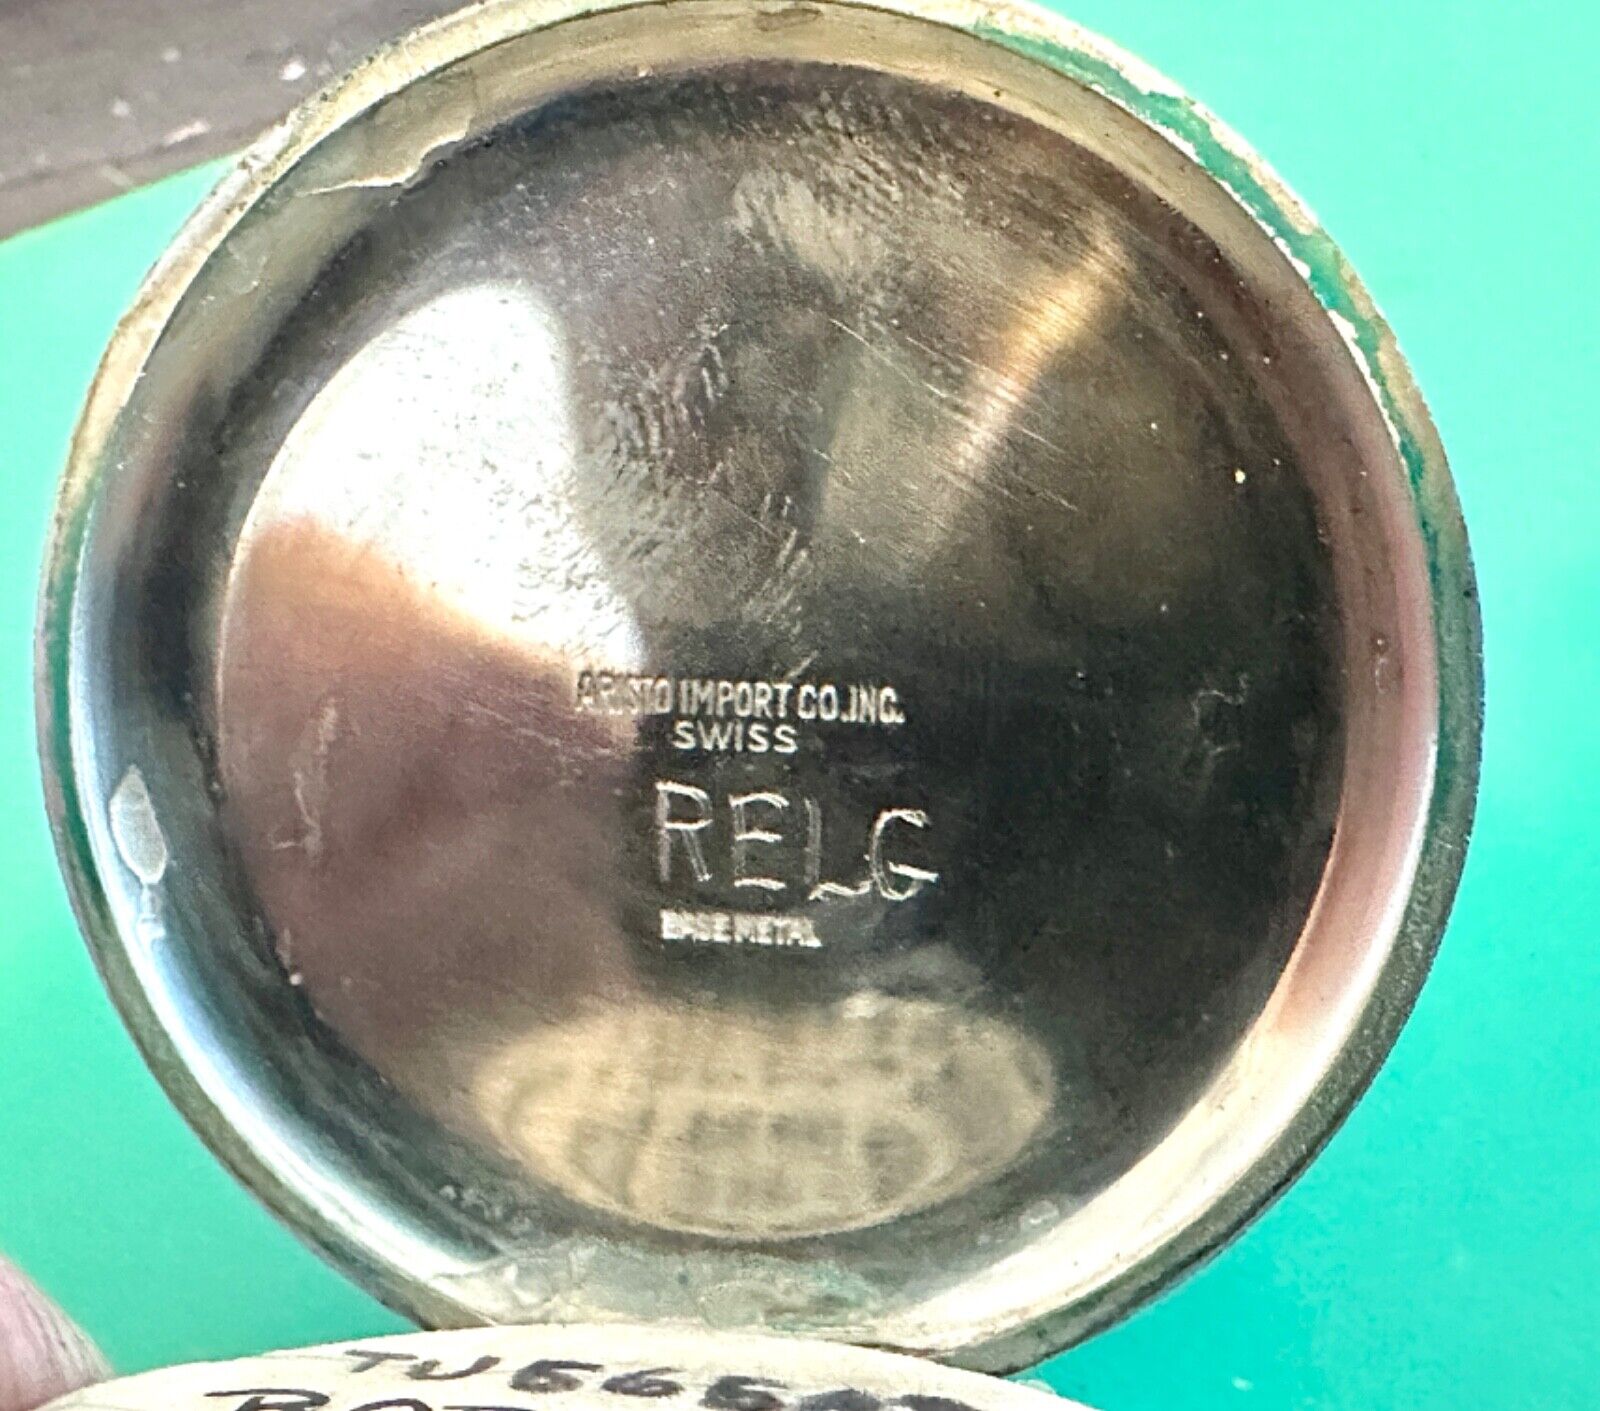 ARISTO IMPORT CO. INC.
SWISS
RELG
BASE METAL